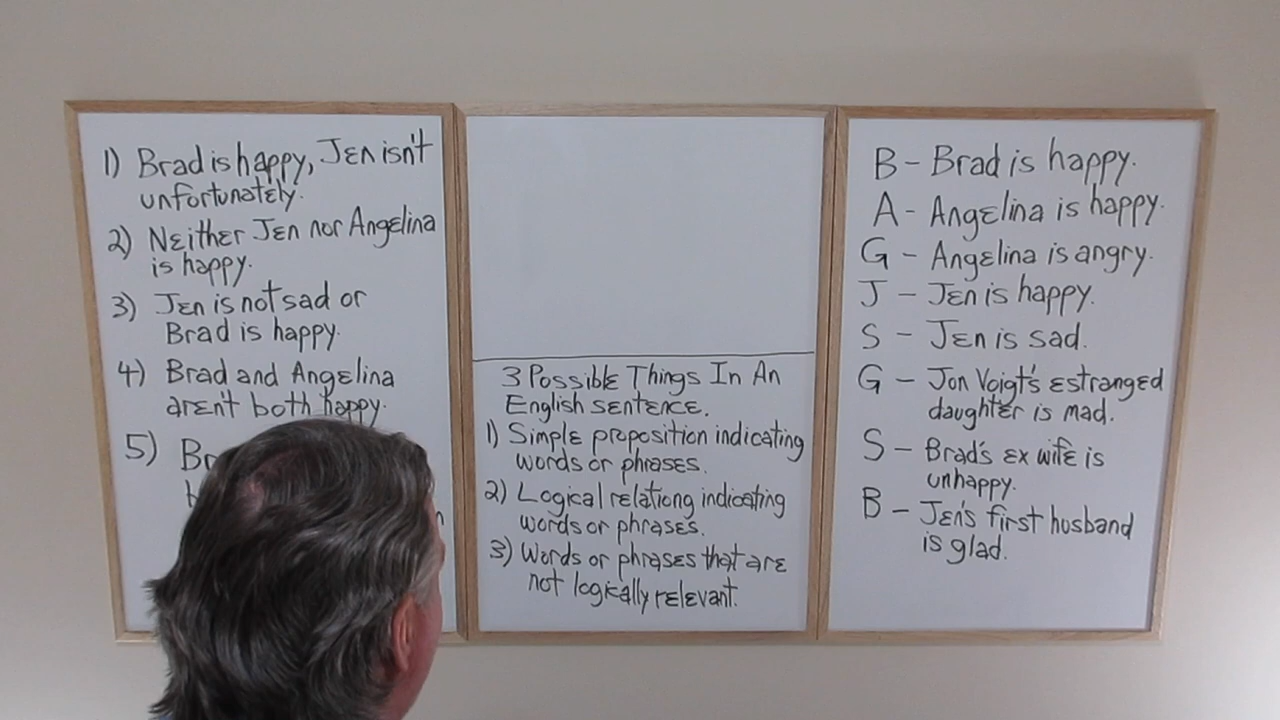 1) Brad is happy, Jen isn't
unfortunately.
2) Neither Jen nor Angelina
is happy.
3) Jen is not sad or
Brad is happy.
4) Brad and Angelina
aren't both happy.
5)
3 Possible Things In An
English sentence.
1) Simple proposition indicating
words or phrases.
2) Logical relationg indicating
words or phrases.
3) Words or phrases that are
not logically relevant.
B - Brad is happy.
A - Angelina is happy.
G - Angelina is angry.
J - Jen is happy.
S - Jen is sad.
G - Jon Voigt's estranged
daughter is mad.
S - Brad's ex wife is
unhappy.
B - Jen's first husband
is glad.